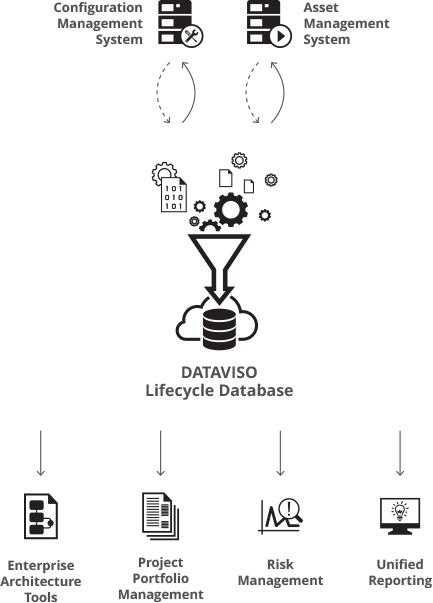 Configuration
Management
System
Asset
Management
System
101
010
101
DATAVISO
Lifecycle Database
Enterprise
Architecture
Tools
Project
Portfolio
Management
Risk
Management
Unified
Reporting